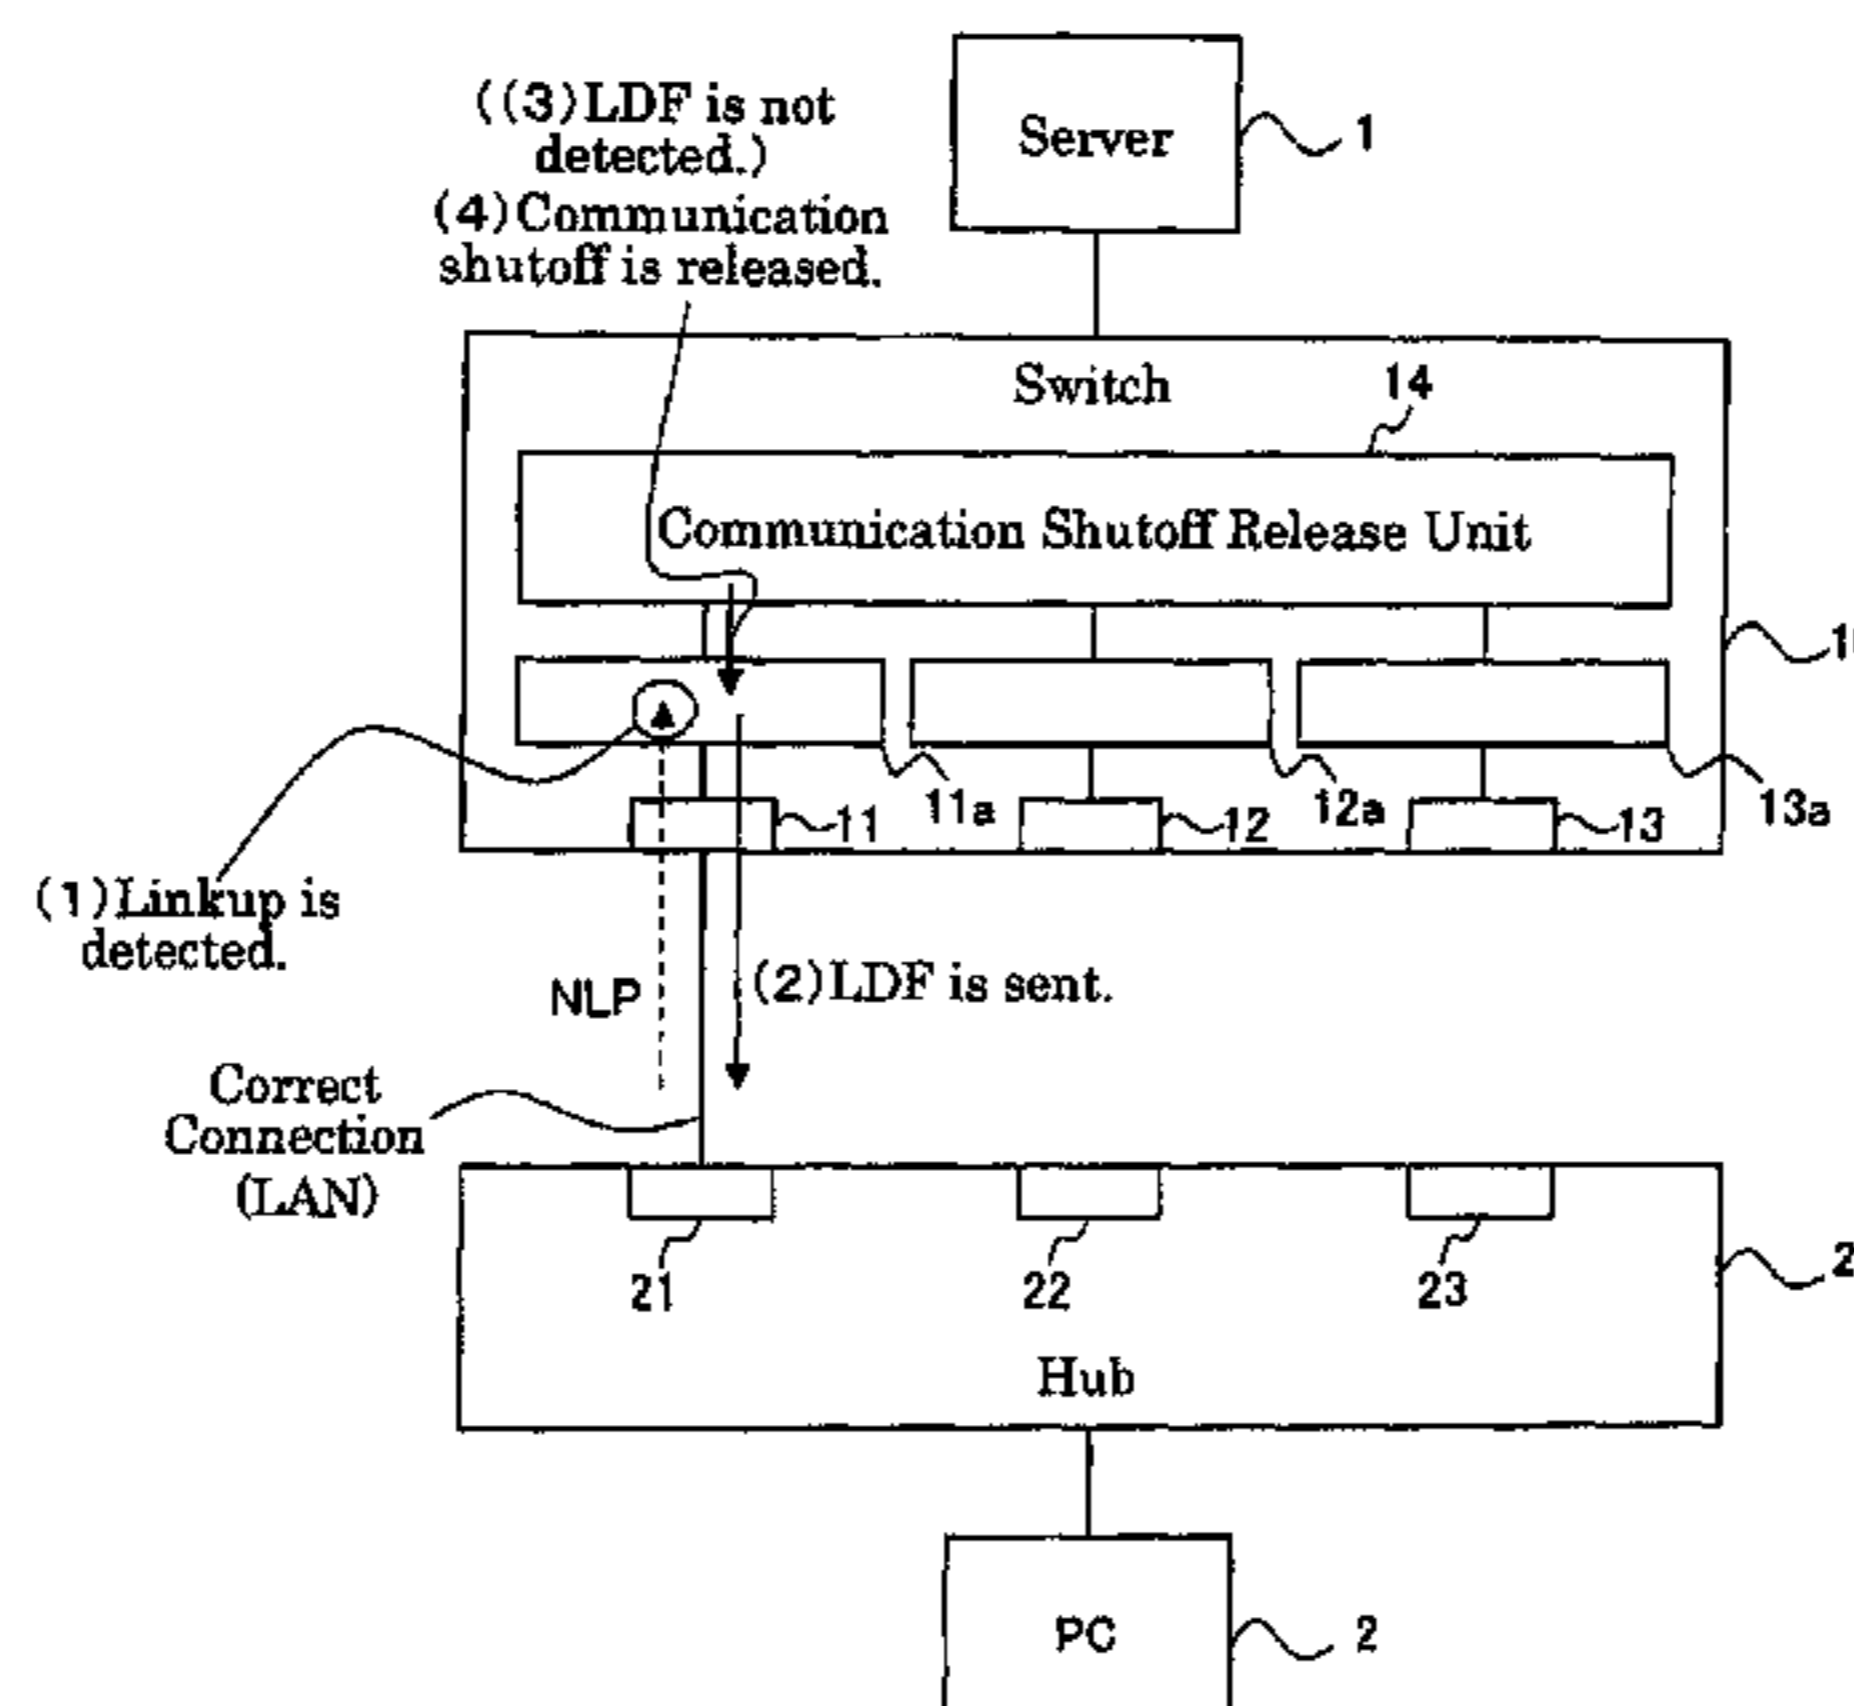 ((3)LDF is not
detected.)
(4)Communication
shutoff is released.
Server
1
Switch
14
Communication Shutoff Release Unit
11
11a
12
12a
13
13a
(1)Linkup is
detected.
NLP
(2)LDF is sent.
Correct
Connection
(LAN)
21
22
23
Hub
PC
2